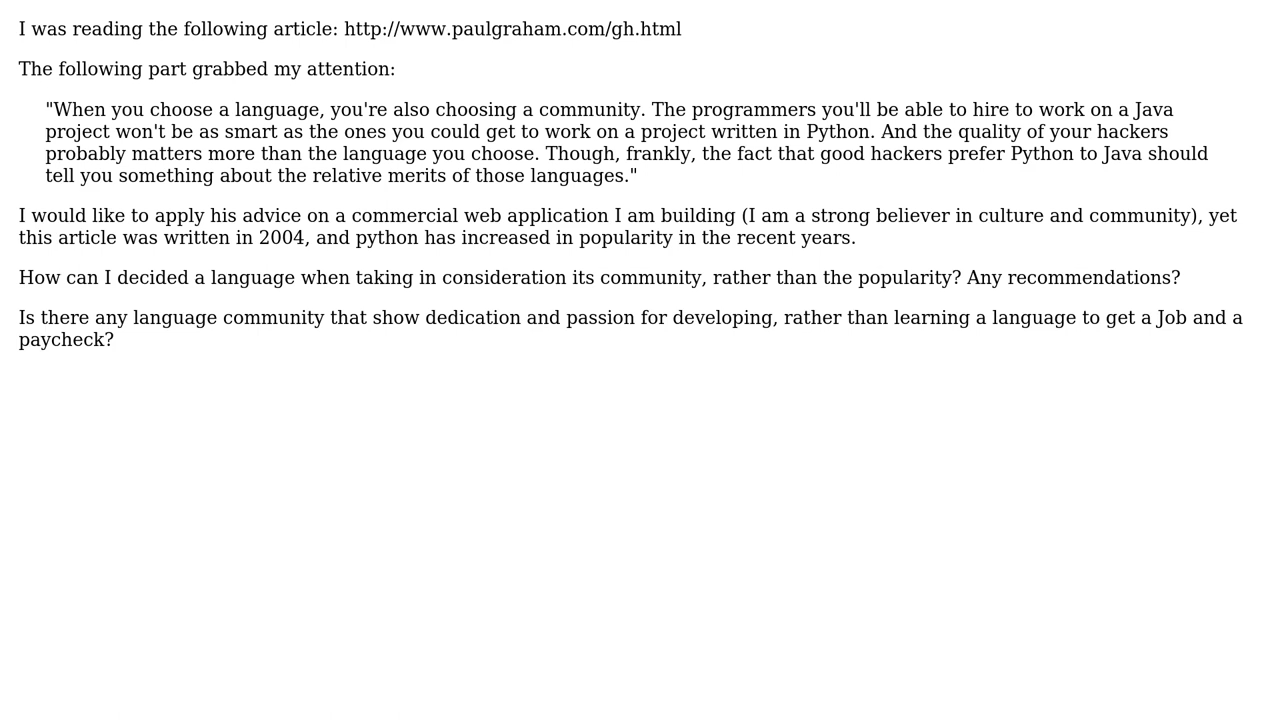 I was reading the following article: http://www.paulgraham.com/gh.html
The following part grabbed my attention:
"When you choose a language, you're also choosing a community. The programmers you'll be able to hire to work on a Java
project won't be as smart as the ones you could get to work on a project written in Python. And the quality of your hackers
probably matters more than the language you choose. Though, frankly, the fact that good hackers prefer Python to Java should
tell you something about the relative merits of those languages."
I would like to apply his advice on a commercial web application I am building (I am a strong believer in culture and community), yet
this article was written in 2004, and python has increased in popularity in the recent years.
How can I decided a language when taking in consideration its community, rather than the popularity? Any recommendations?
Is there any language community that show dedication and passion for developing, rather than learning a language to get a Job and a
paycheck?